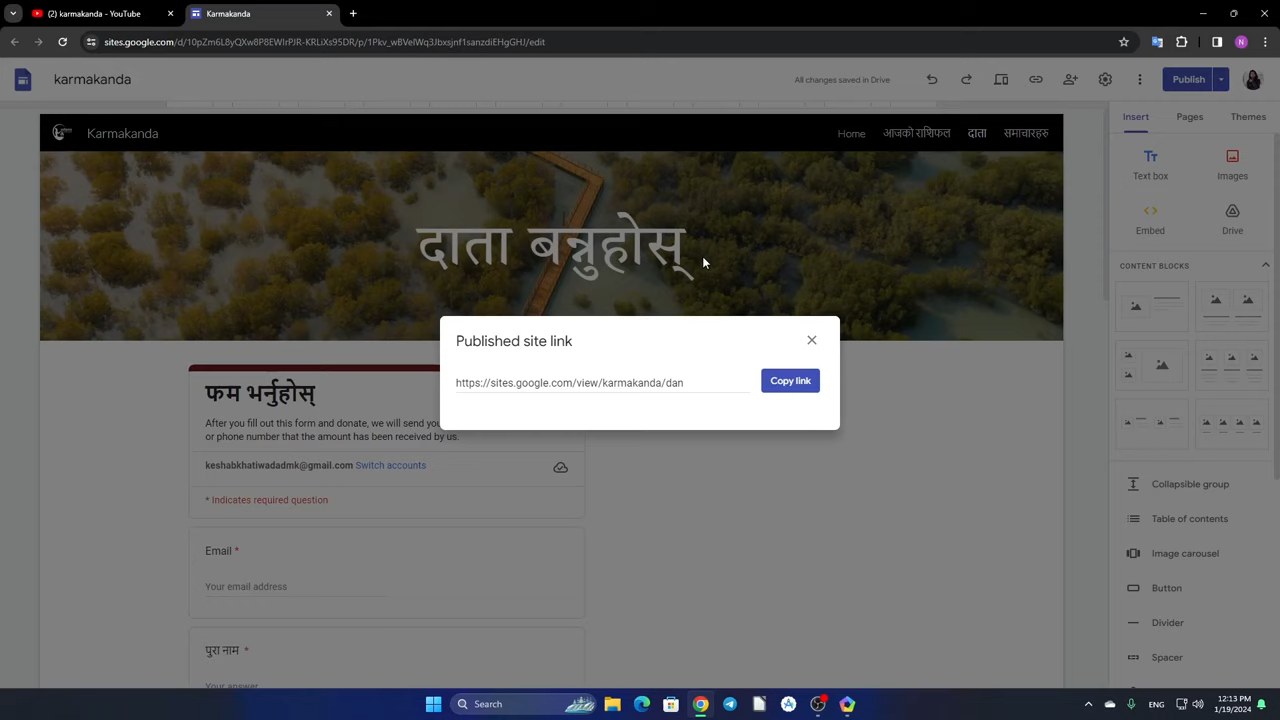 karmakanda - YouTube
Karmakanda
sites.google.com/d/10pZm6L8yQXw8P8EWIrPJR-KRLiXs95DR/p/1Pkv_wBVelWq3Jbxsjnf1sanzdiEHgGHJ/edit
karmakanda
All changes saved in Drive
Publish
Insert
Pages
Themes
Karmakanda
Home
आजको राशिफल
दाता
समाचारहरु
Text box
Images
Embed
Drive
दाता बन्नुहोस्
CONTENT BLOCKS
Published site link
https://sites.google.com/view/karmakanda/dan
Copy link
फम भर्नुहोस्
After you fill out this form and donate, we will send you
or phone number that the amount has been received by us.
keshabkhatiwadadmk@gmail.com Switch accounts
* Indicates required question
Email *
Your email address
पुरा नाम *
Your answer
Collapsible group
Table of contents
Image carousel
Button
Divider
Spacer
Search
12:13 PM
1/19/2024